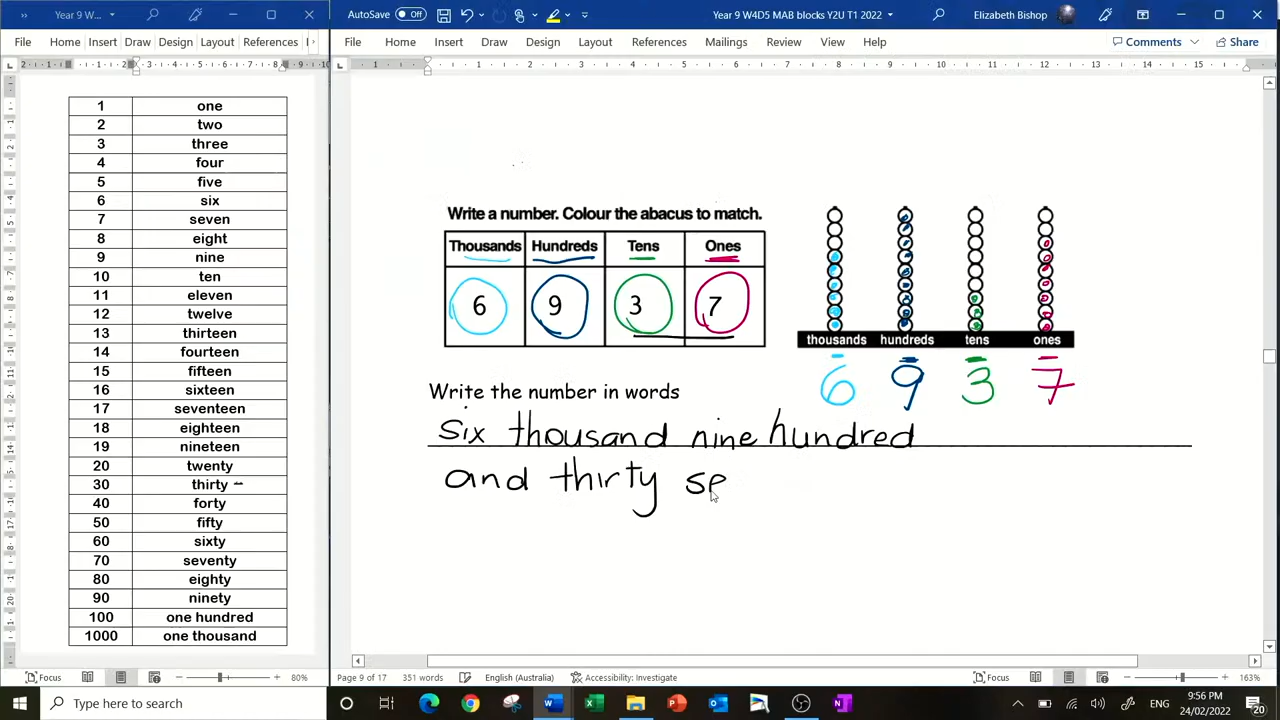 AutoSave Off
Year 9 W4D5 MAB blocks Y2U T1 2022
Elizabeth Bishop
File Home Insert Draw Design Layout References
File Home Insert Draw Design Layout References Mailings Review View Help
Comments Share
1 one
2 two
3 three
4 four
5 five
6 six
7 seven
8 eight
9 nine
10 ten
11 eleven
12 twelve
13 thirteen
14 fourteen
15 fifteen
16 sixteen
17 seventeen
18 eighteen
19 nineteen
20 twenty
30 thirty
40 forty
50 fifty
60 sixty
70 seventy
80 eighty
90 ninety
100 one hundred
1000 one thousand
Write a number. Colour the abacus to match.
Thousands Hundreds Tens Ones
6 9 3 7
thousands hundreds tens ones
6 9 3 7
Write the number in words
six thousand nine hundred
and thirty se
Focus 80%
Page 9 of 17 351 words English (Australia) Accessibility: Investigate Focus 163%
Type here to search
ENG
9:56 PM
24/02/2022
20